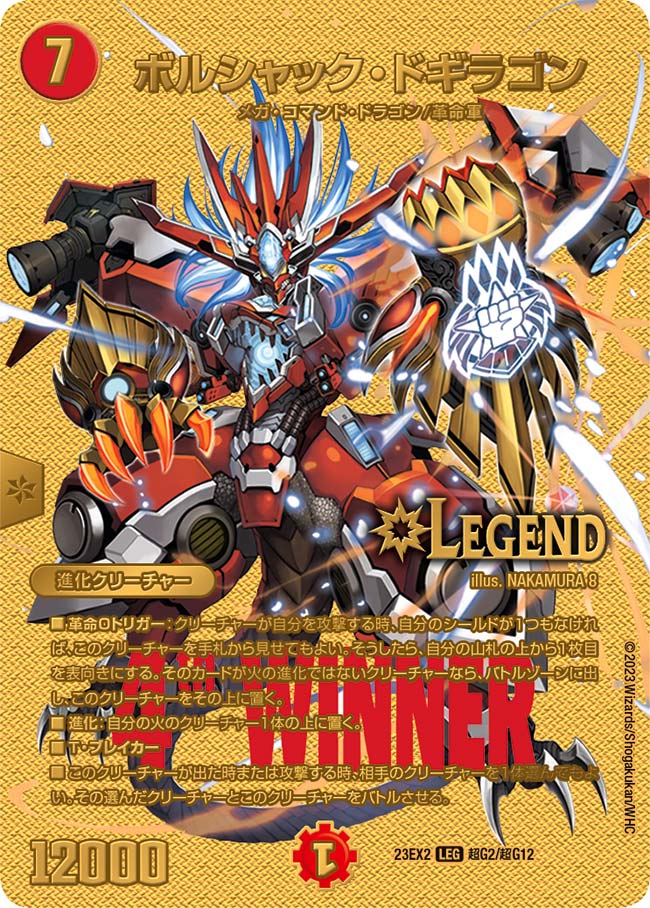 7
ボルシャック・ドギラゴン
メガ・コマンド・ドラゴン/革命軍
LEGEND
illus. NAKAMURA 8
進化クリーチャー
■革命0トリガー:クリーチャーが自分を攻撃する時、自分のシールドが1つもなけれ
ば、このクリーチャーを手札から見せてもよい。そうしたら、自分の山札の上から1枚目
を表向きにする。そのカードが火の進化ではないクリーチャーなら、バトルゾーンに出
し、このクリーチャーをその上に置く。
■進化:自分の火のクリーチャー1体の上に置く。
■T・ブレイカー
■このクリーチャーが出た時または攻撃する時、相手のクリーチャーを1体選んでもよ
い。その選んだクリーチャーとこのクリーチャーをバトルさせる。
WINNER
12000
1
23EX2 LEG 超G2/超G12
©2023 Wizards/Shogakukan/WHC